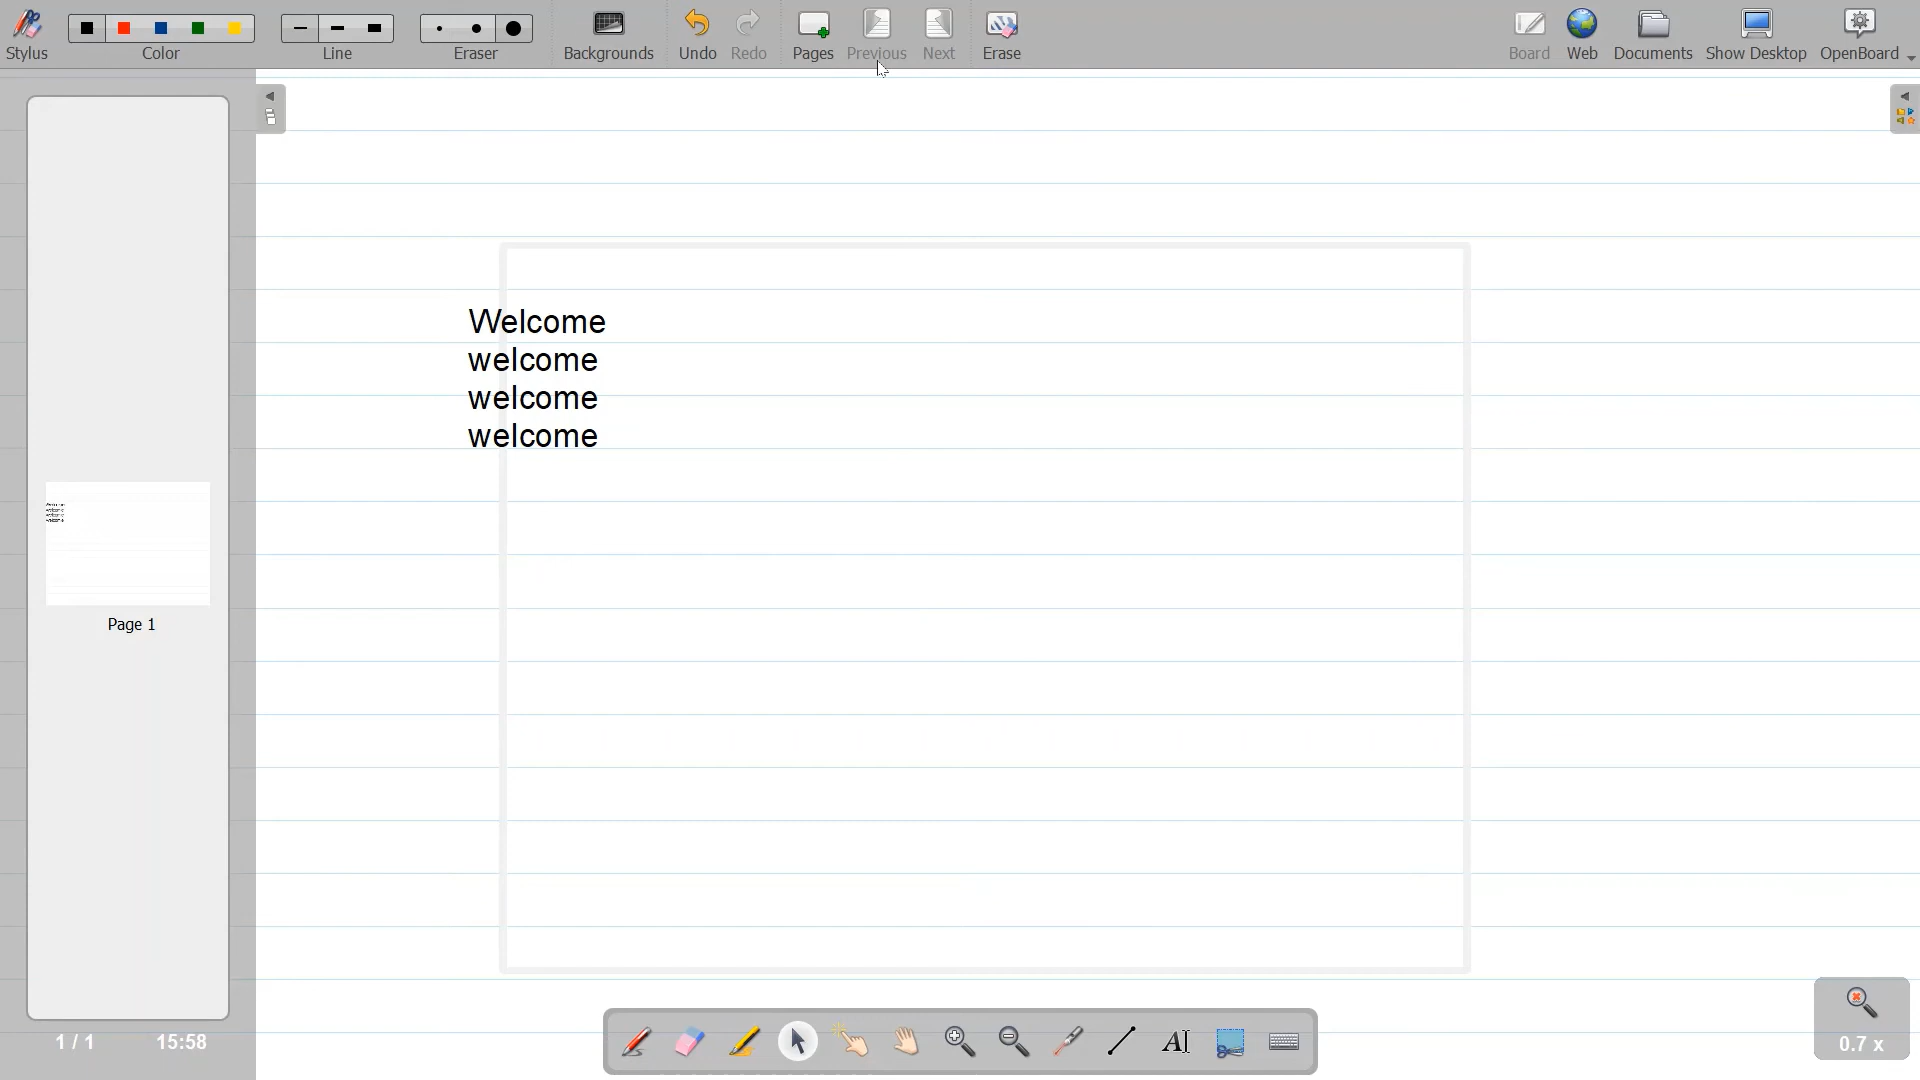 Stylus Color Line Eraser Backgrounds Undo Redo Pages Previous Next Erase Board Web Documents Show Desktop OpenBoard
Welcome
welcome
welcome
welcome
Page 1
1 / 1 15:58
AI
0.7 x